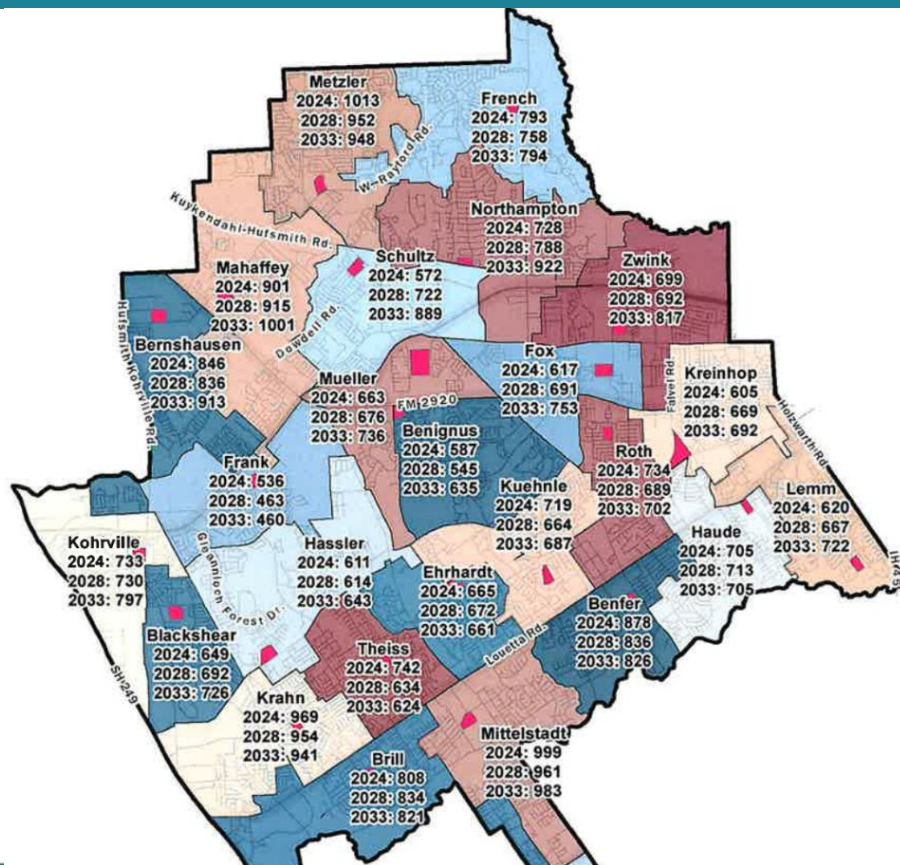 Metzler
2024: 1013
2028: 952
2033: 948
French
2024: 793
2028: 758
2033: 794
W. Rayford Rd.
Kuykendahl-Hufsmith Rd.
Northampton
2024: 728
2028: 788
2033: 922
Schultz
2024: 572
2028: 722
2033: 889
Zwink
2024: 699
2028: 692
2033: 817
Mahaffey
2024: 901
2028: 915
2033: 1001
Dowdell Rd.
Hufsmith Kohrville Rd.
Bernshausen
2024: 846
2028: 836
2033: 913
Mueller
2024: 663
2028: 676
2033: 736
FM 2920
Fox
2024: 617
2028: 691
2033: 753
Falvel Rd
Kreinhop
2024: 605
2028: 669
2033: 692
Holzwarth Rd
Benignus
2024: 587
2028: 545
2033: 635
Roth
2024: 734
2028: 689
2033: 702
Frank
2024: 536
2028: 463
2033: 460
Kuehnle
2024: 719
2028: 664
2033: 687
Lemm
2024: 620
2028: 667
2033: 722
Haude
2024: 705
2028: 713
2033: 705
IH 45
Kohrville
2024: 733
2028: 730
2033: 797
Gleannloch Forest Dr.
Hassler
2024: 611
2028: 614
2033: 643
Ehrhardt
2024: 665
2028: 672
2033: 661
Benfer
2024: 878
2028: 836
2033: 826
Louetta Rd.
Blackshear
2024: 649
2028: 692
2033: 726
Theiss
2024: 742
2028: 634
2033: 624
SH 249
Krahn
2024: 969
2028: 954
2033: 941
Mittelstadt
2024: 999
2028: 961
2033: 983
Brill
2024: 808
2028: 834
2033: 821